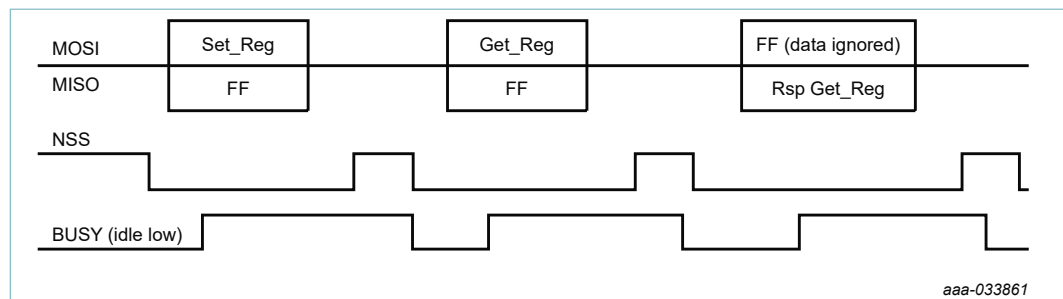 MOSI
Set_Reg
Get_Reg
FF (data ignored)
MISO
FF
FF
Rsp Get_Reg
NSS
BUSY (idle low)
aaa-033861